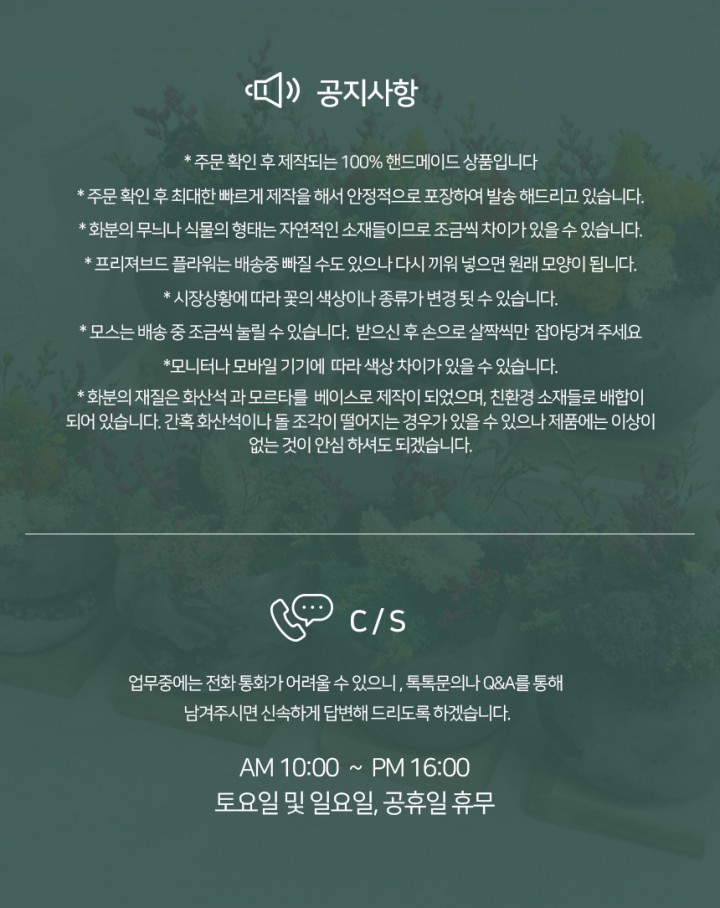 공지사항
* 주문 확인 후 제작되는 100% 핸드메이드 상품입니다
* 주문 확인 후 최대한 빠르게 제작을 해서 안정적으로 포장하여 발송 해드리고 있습니다.
* 화분의 무늬나 식물의 형태는 자연적인 소재들이므로 조금씩 차이가 있을 수 있습니다.
* 프리져브드 플라워는 배송중 빠질 수도 있으나 다시 끼워 넣으면 원래 모양이 됩니다.
* 시장상황에 따라 꽃의 색상이나 종류가 변경 됫 수 있습니다.
* 모스는 배송 중 조금씩 눌릴 수 있습니다. 받으신 후 손으로 살짝씩만 잡아당겨 주세요
*모니터나 모바일 기기에 따라 색상 차이가 있을 수 있습니다.
* 화분의 재질은 화산석 과 모르타를 베이스로 제작이 되었으며, 친환경 소재들로 배합이
되어 있습니다. 간혹 화산석이나 돌 조각이 떨어지는 경우가 있을 수 있으나 제품에는 이상이
없는 것이 안심 하셔도 되겠습니다.
C / S
업무중에는 전화 통화가 어려울 수 있으니 , 톡톡문의나 Q&A를 통해
남겨주시면 신속하게 답변해 드리도록 하겠습니다.
AM 10:00 ~ PM 16:00
토요일 및 일요일, 공휴일 휴무